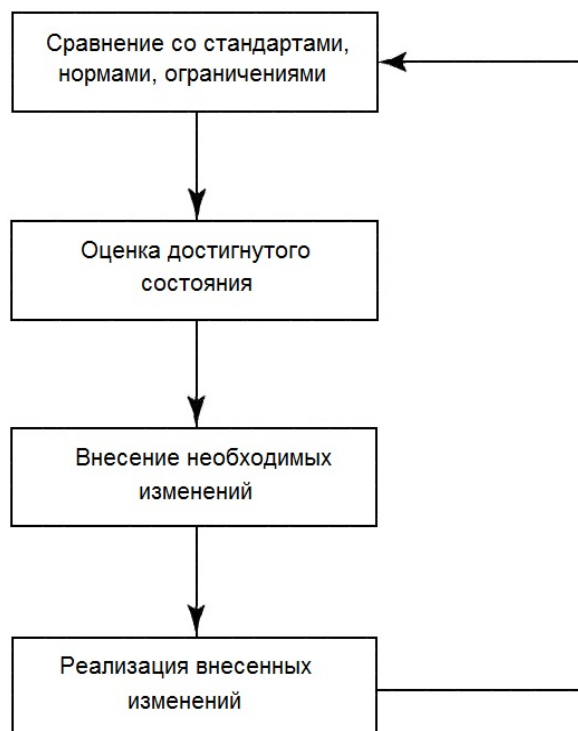 Сравнение со стандартами,
нормами, ограничениями
Оценка достигнутого
состояния
Внесение необходимых
изменений
Реализация внесенных
изменений